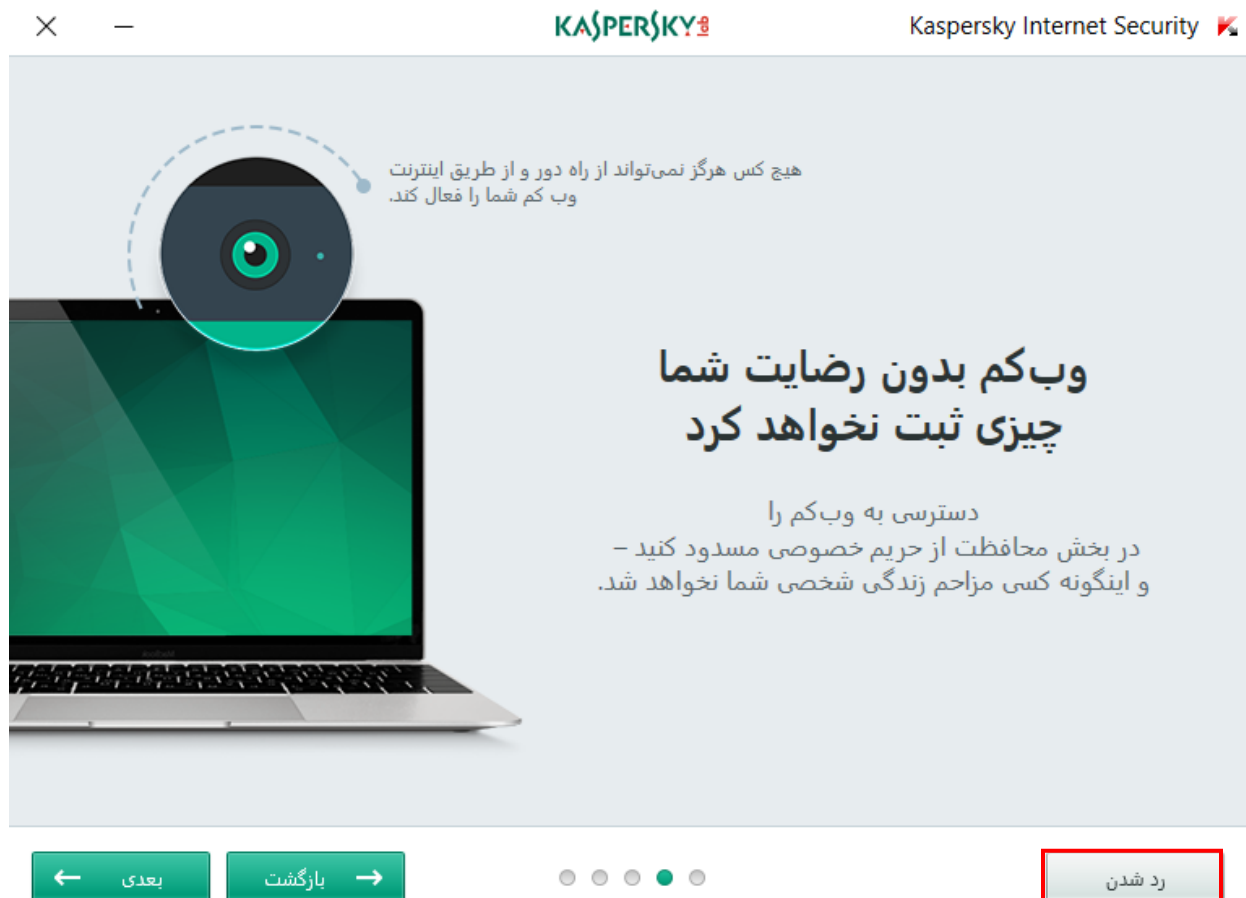 Kaspersky Internet Security
KASPERSKY lab
هیچ کس هرگز نمی‌تواند از راه دور و از طریق اینترنت
وب کم شما را فعال کند.
وب‌کم بدون رضایت شما
چیزی ثبت نخواهد کرد
دسترسی به وب‌کم را
در بخش محافظت از حریم خصوصی مسدود کنید –
و اینگونه کسی مزاحم زندگی شخصی شما نخواهد شد.
رد شدن
بازگشت
بعدی